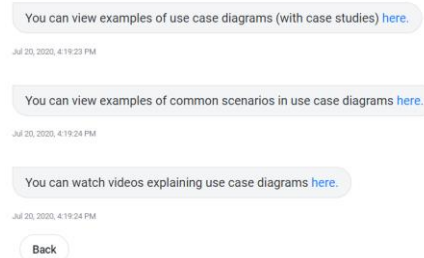 You can view examples of use case diagrams (with case studies) here.
Jul 20, 2020, 4:19:23 PM
You can view examples of common scenarios in use case diagrams here.
Jul 20, 2020, 4:19:24 PM
You can watch videos explaining use case diagrams here.
Jul 20, 2020, 4:19:24 PM
Back